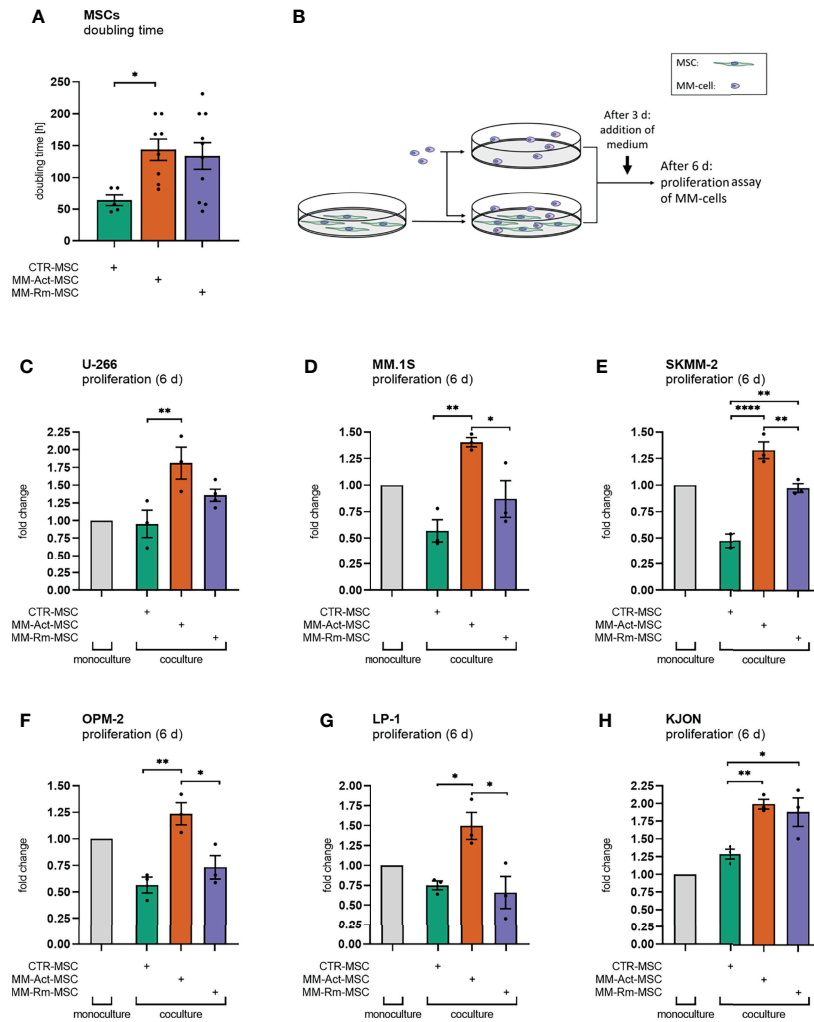 A
MSCs
doubling time
*
250
200
150
100
50
0
doubling time [h]
CTR-MSC +
MM-Act-MSC +
MM-Rm-MSC +
B
MSC:
MM-cell:
After 3 d:
addition of
medium
After 6 d:
proliferation assay
of MM-cells
C
U-266
proliferation (6 d)
**
2.25
2.00
1.75
1.50
1.25
1.00
0.75
0.50
0.25
0.00
fold change
CTR-MSC +
MM-Act-MSC +
MM-Rm-MSC +
monoculture coculture
D
MM.1S
proliferation (6 d)
** *
1.50
1.25
1.00
0.75
0.50
0.25
0.00
fold change
CTR-MSC +
MM-Act-MSC +
MM-Rm-MSC +
monoculture coculture
E
SKMM-2
proliferation (6 d)
**
**** **
1.50
1.25
1.00
0.75
0.50
0.25
0.00
fold change
CTR-MSC +
MM-Act-MSC +
MM-Rm-MSC +
monoculture coculture
F
OPM-2
proliferation (6 d)
** *
1.50
1.25
1.00
0.75
0.50
0.25
0.00
fold change
CTR-MSC +
MM-Act-MSC +
MM-Rm-MSC +
monoculture coculture
G
LP-1
proliferation (6 d)
* *
2.00
1.75
1.50
1.25
1.00
0.75
0.50
0.25
0.00
fold change
CTR-MSC +
MM-Act-MSC +
MM-Rm-MSC +
monoculture coculture
H
KJON
proliferation (6 d)
*
**
2.25
2.00
1.75
1.50
1.25
1.00
0.75
0.50
0.25
0.00
fold change
CTR-MSC +
MM-Act-MSC +
MM-Rm-MSC +
monoculture coculture